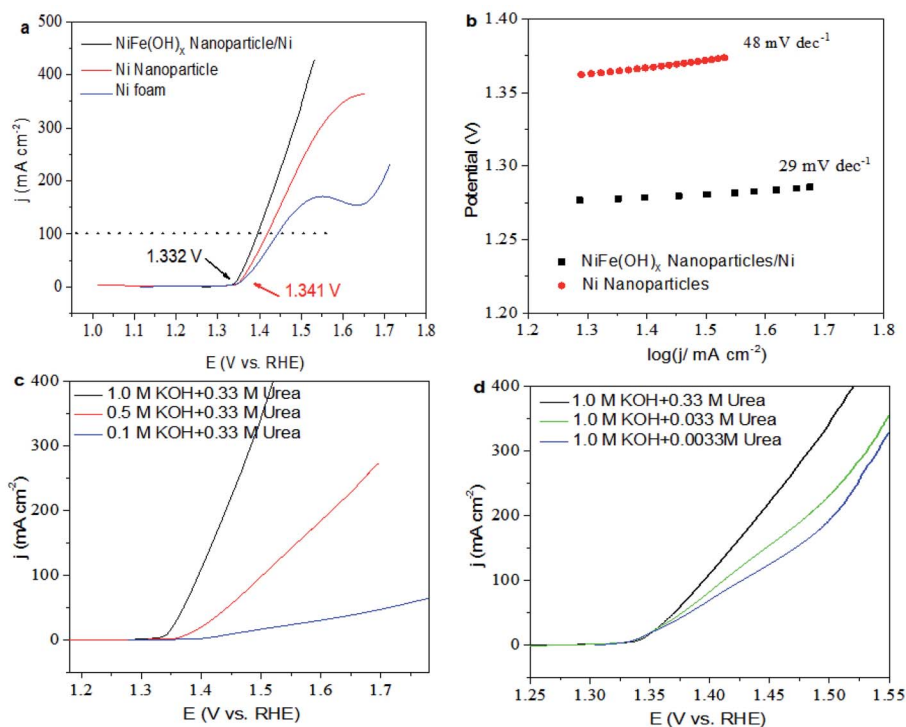 a
500
400
300
200
100
0
j (mA cm⁻²)
NiFe(OH)ₓ Nanoparticle/Ni
Ni Nanoparticle
Ni foam
1.332 V
1.341 V
1.0 1.1 1.2 1.3 1.4 1.5 1.6 1.7 1.8
E (V vs. RHE)
b
1.40
1.35
1.30
1.25
1.20
Potential (V)
48 mV dec⁻¹
29 mV dec⁻¹
NiFe(OH)ₓ Nanoparticles/Ni
Ni Nanoparticles
1.2 1.3 1.4 1.5 1.6 1.7 1.8
log(j/ mA cm⁻²)
c
400
300
200
100
0
j (mA cm⁻²)
1.0 M KOH+0.33 M Urea
0.5 M KOH+0.33 M Urea
0.1 M KOH+0.33 M Urea
1.2 1.3 1.4 1.5 1.6 1.7
E (V vs. RHE)
d
400
300
200
100
0
j (mA cm⁻²)
1.0 M KOH+0.33 M Urea
1.0 M KOH+0.033 M Urea
1.0 M KOH+0.0033M Urea
1.25 1.30 1.35 1.40 1.45 1.50 1.55
E (V vs. RHE)